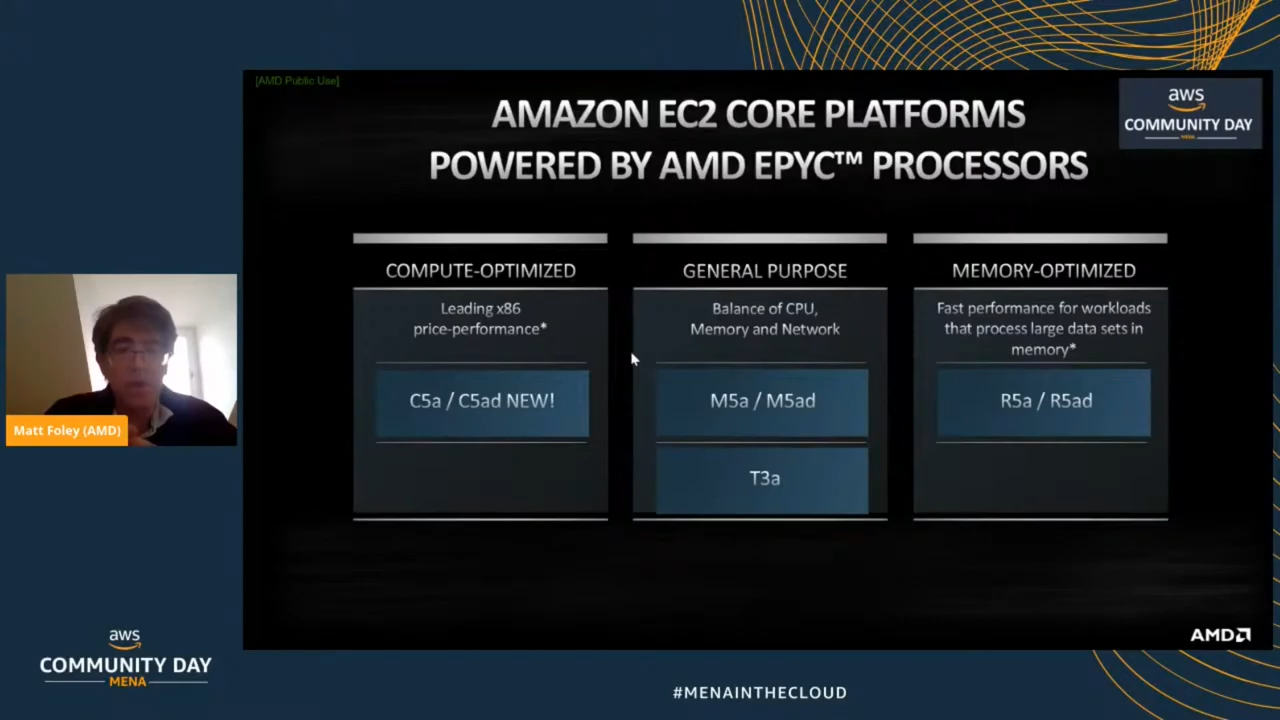 [AMD Public Use]
AMAZON EC2 CORE PLATFORMS
POWERED BY AMD EPYC™ PROCESSORS
aws
COMMUNITY DAY
MENA
COMPUTE-OPTIMIZED
Leading x86
price-performance*
C5a / C5ad NEW!
GENERAL PURPOSE
Balance of CPU,
Memory and Network
M5a / M5ad
T3a
MEMORY-OPTIMIZED
Fast performance for workloads
that process large data sets in
memory*
R5a / R5ad
Matt Foley (AMD)
AMD
aws
COMMUNITY DAY
MENA
#MENAINTHECLOUD